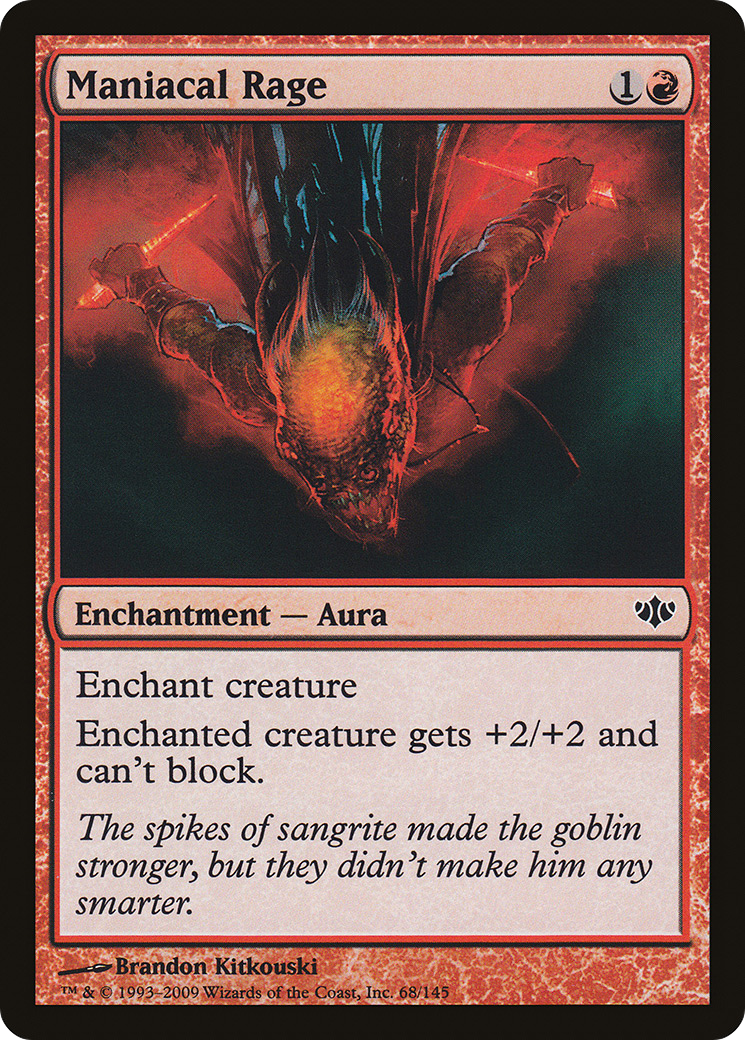 Maniacal Rage 1
Enchantment — Aura
Enchant creature
Enchanted creature gets +2/+2 and
can't block.
The spikes of sangrite made the goblin
stronger, but they didn't make him any
smarter.
Brandon Kitkouski
™ & © 1993–2009 Wizards of the Coast, Inc. 68/145